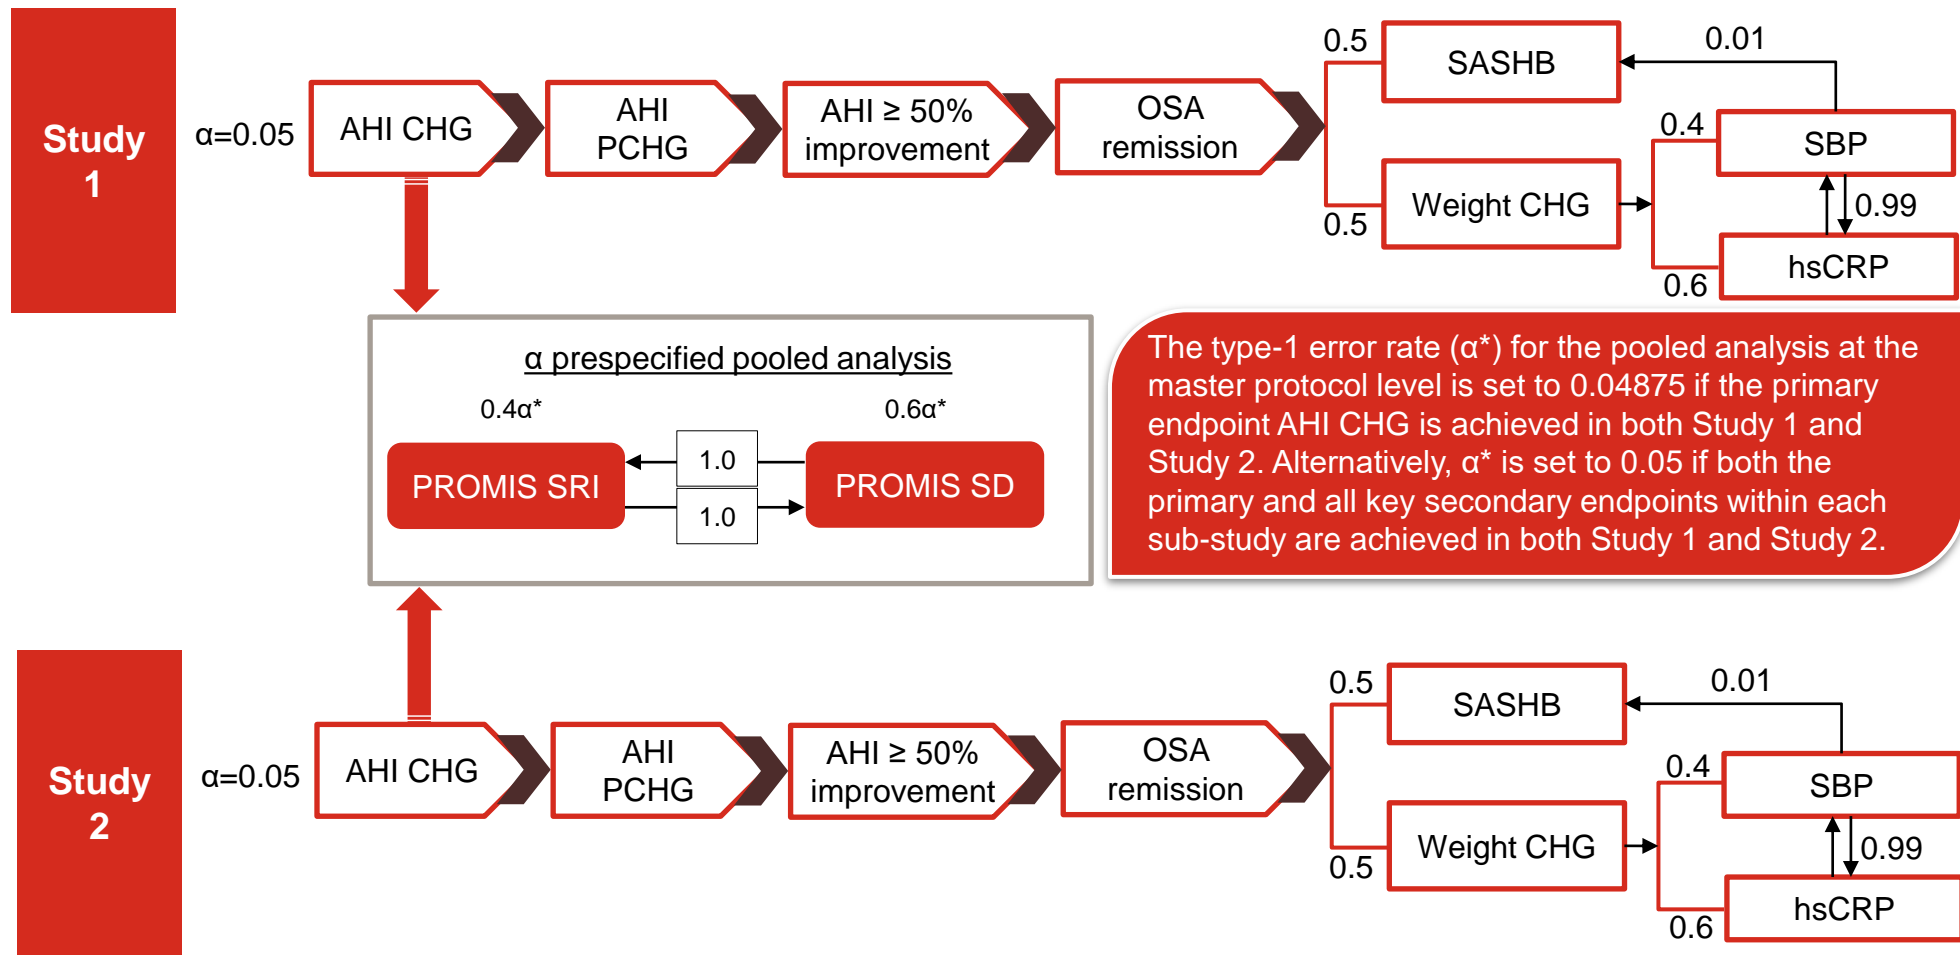 Study
1
α=0.05
AHI CHG
AHI
PCHG
AHI ≥ 50%
improvement
OSA
remission
0.5
SASHB
0.01
0.5
Weight CHG
0.4
SBP
0.99
0.6
hsCRP
α prespecified pooled analysis
0.4α*
0.6α*
PROMIS SRI
1.0
1.0
PROMIS SD
The type-1 error rate (α*) for the pooled analysis at the
master protocol level is set to 0.04875 if the primary
endpoint AHI CHG is achieved in both Study 1 and
Study 2. Alternatively, α* is set to 0.05 if both the
primary and all key secondary endpoints within each
sub-study are achieved in both Study 1 and Study 2.
Study
2
α=0.05
AHI CHG
AHI
PCHG
AHI ≥ 50%
improvement
OSA
remission
0.5
SASHB
0.01
0.5
Weight CHG
0.4
SBP
0.99
0.6
hsCRP